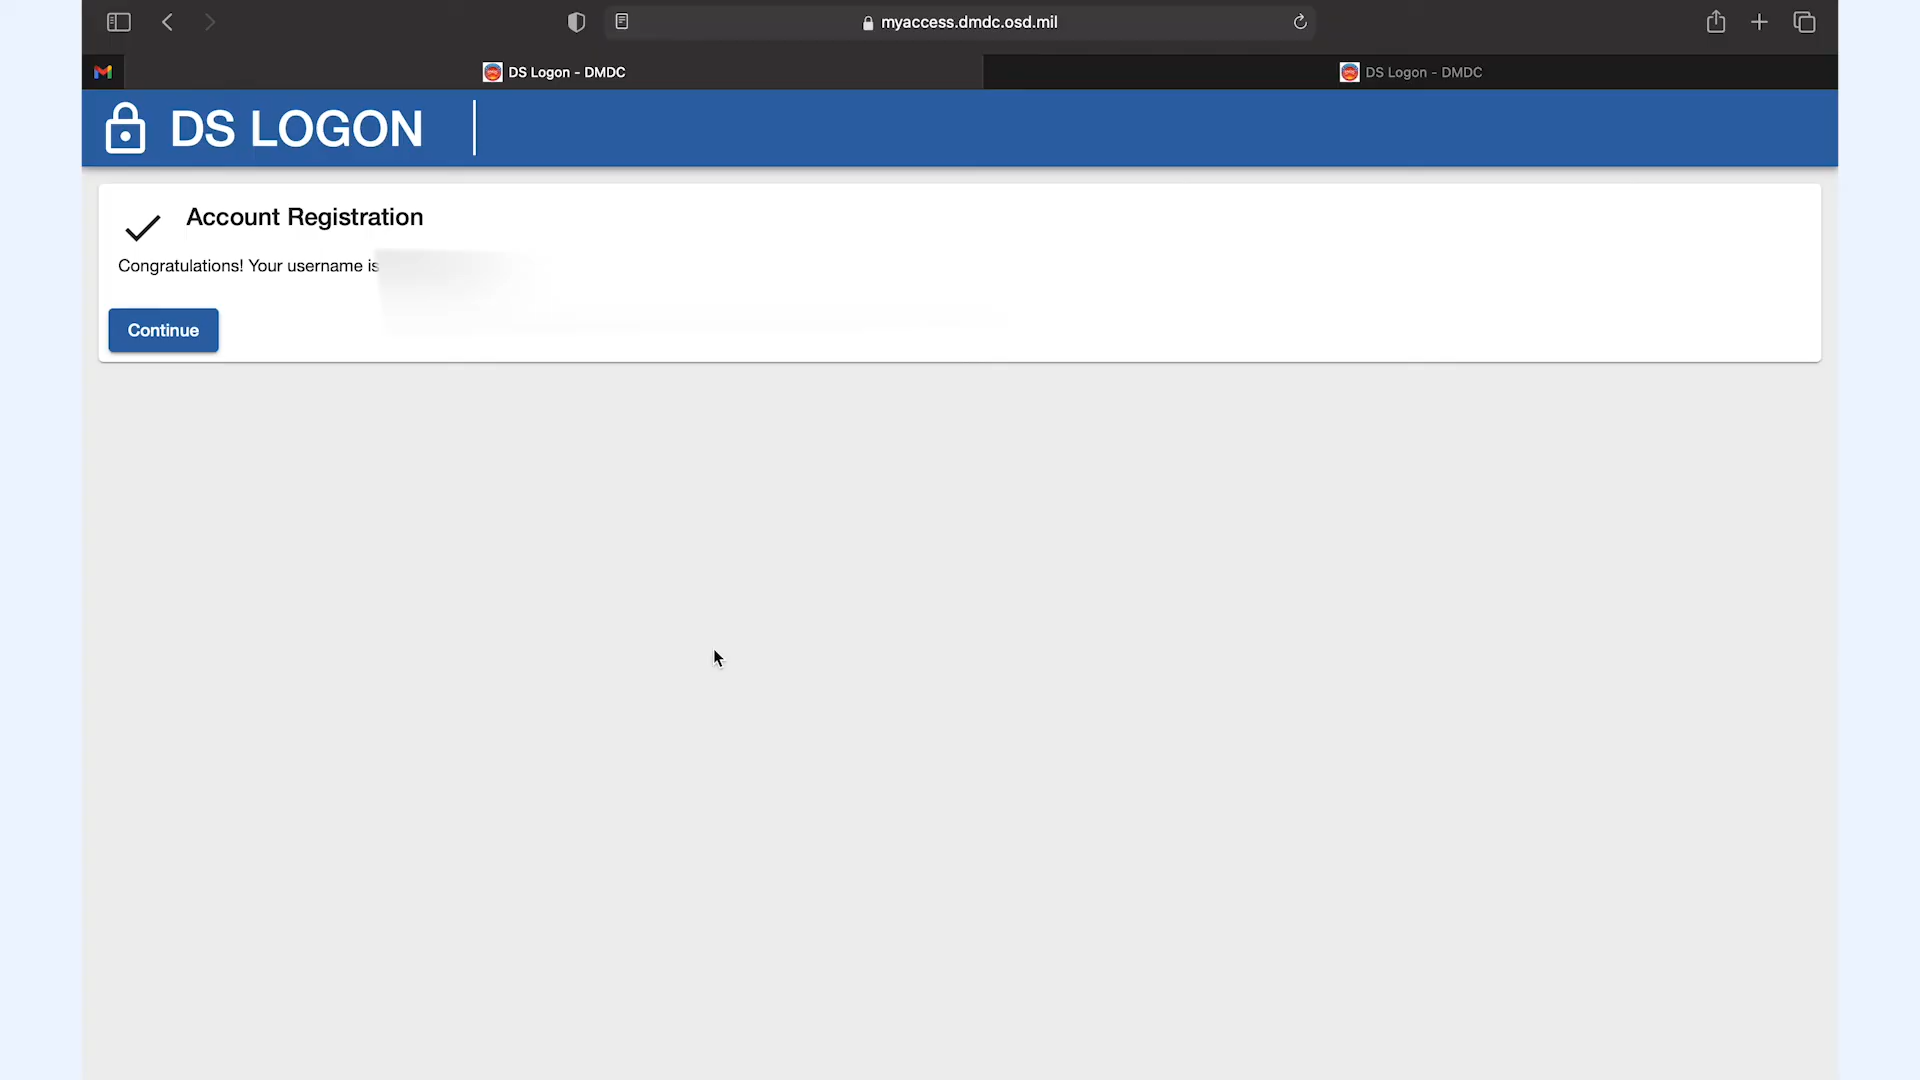 myaccess.dmdc.osd.mil
DS Logon - DMDC
DS Logon - DMDC
DS LOGON
Account Registration
Congratulations! Your username is
Continue